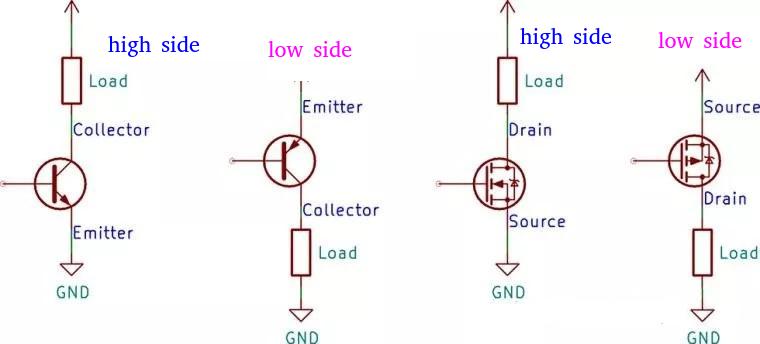 high side
Load
Collector
Emitter
GND
low side
Emitter
Collector
Load
GND
high side
Load
Drain
Source
GND
low side
Source
Drain
Load
GND